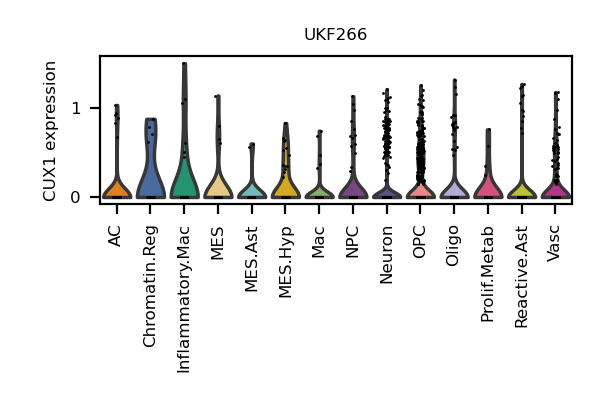 UKF266
CUX1 expression
1
0
AC
Chromatin.Reg
Inflammatory.Mac
MES
MES.Ast
MES.Hyp
Mac
NPC
Neuron
OPC
Oligo
Prolif.Metab
Reactive.Ast
Vasc